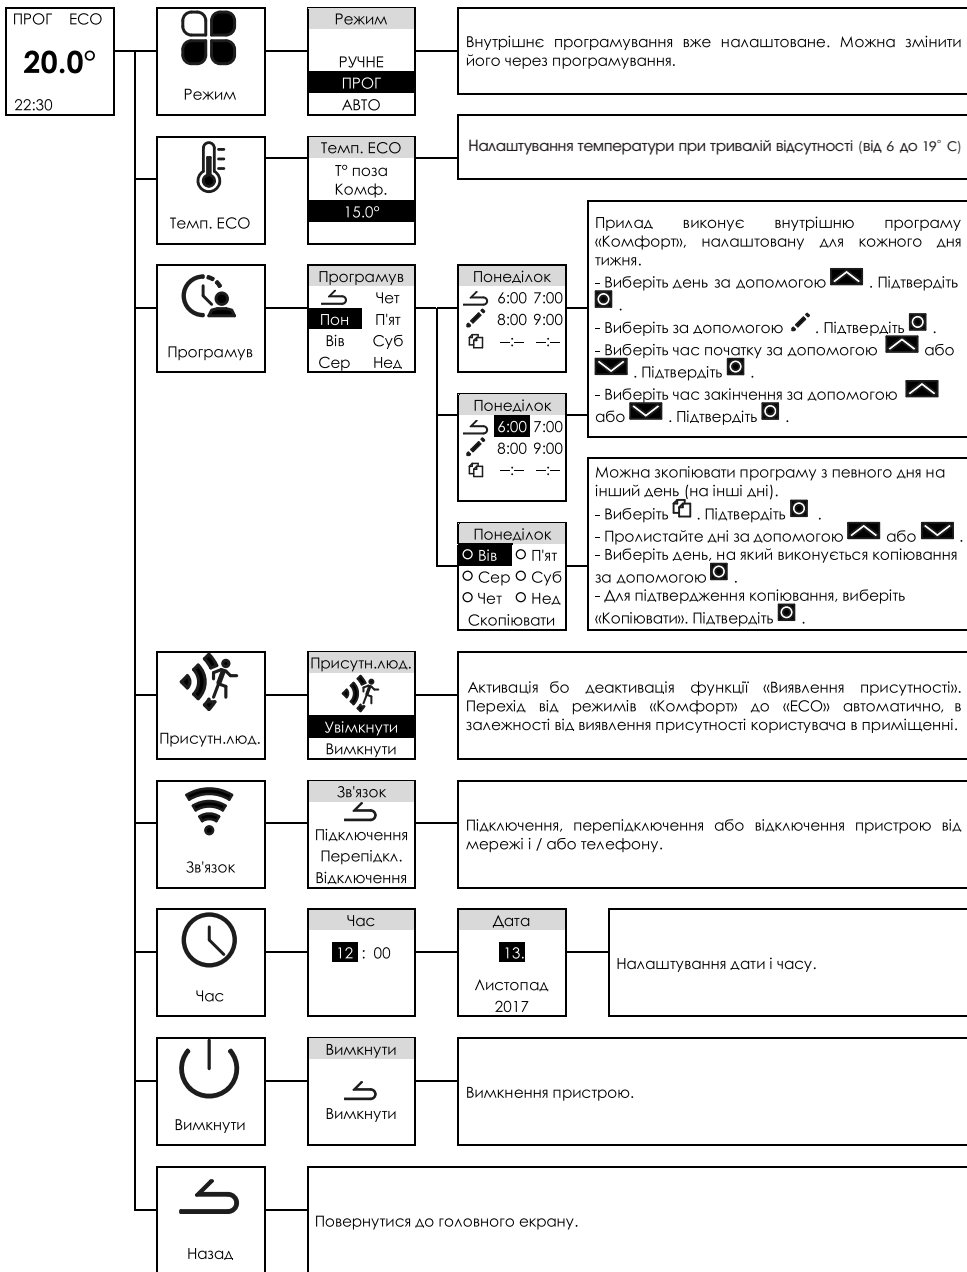 ПРОГ ECO
20.0°
22:30
Режим
Режим
РУЧНЕ
ПРОГ
АВТО
Внутрішнє програмування вже налаштоване. Можна змінити
його через програмування.
Темп. ECO
Темп. ECO
Т° поза
Комф.
15.0°
Налаштування температури при тривалій відсутності (від 6 до 19° С)
Програмув
Програмув
Чет
Пон П'ят
Вів Суб
Сер Нед
Понеділок
6:00 7:00
8:00 9:00
–:– –:–
Прилад виконує внутрішню програму
«Комфорт», налаштовану для кожного дня
тижня.
- Виберіть день за допомогою . Підтвердіть
.
- Виберіть за допомогою . Підтвердіть .
- Виберіть час початку за допомогою або
. Підтвердіть .
- Виберіть час закінчення за допомогою
або . Підтвердіть .
Понеділок
6:00 7:00
8:00 9:00
–:– –:–
Понеділок
Вів П'ят
Сер Суб
Чет Нед
Скопіювати
Можна зкопіювати програму з певного дня на
інший день (на інші дні).
- Виберіть . Підтвердіть .
- Пролистайте дні за допомогою або .
- Виберіть день, на який виконується копіювання
за допомогою .
- Для підтвердження копіювання, виберіть
«Копіювати». Підтвердіть .
Присутн.люд.
Присутн.люд.
Увімкнути
Вимкнути
Активація бо деактивація функції «Виявлення присутності».
Перехід від режимів «Комфорт» до «ECO» автоматично, в
залежності від виявлення присутності користувача в приміщенні.
Зв'язок
Зв'язок
Підключення
Перепідкл.
Відключення
Підключення, перепідключення або відключення пристрою від
мережі і / або телефону.
Час
Час
12 : 00
Дата
13.
Листопад
2017
Налаштування дати і часу.
Вимкнути
Вимкнути
Вимкнути
Вимкнення пристрою.
Назад
Повернутися до головного екрану.